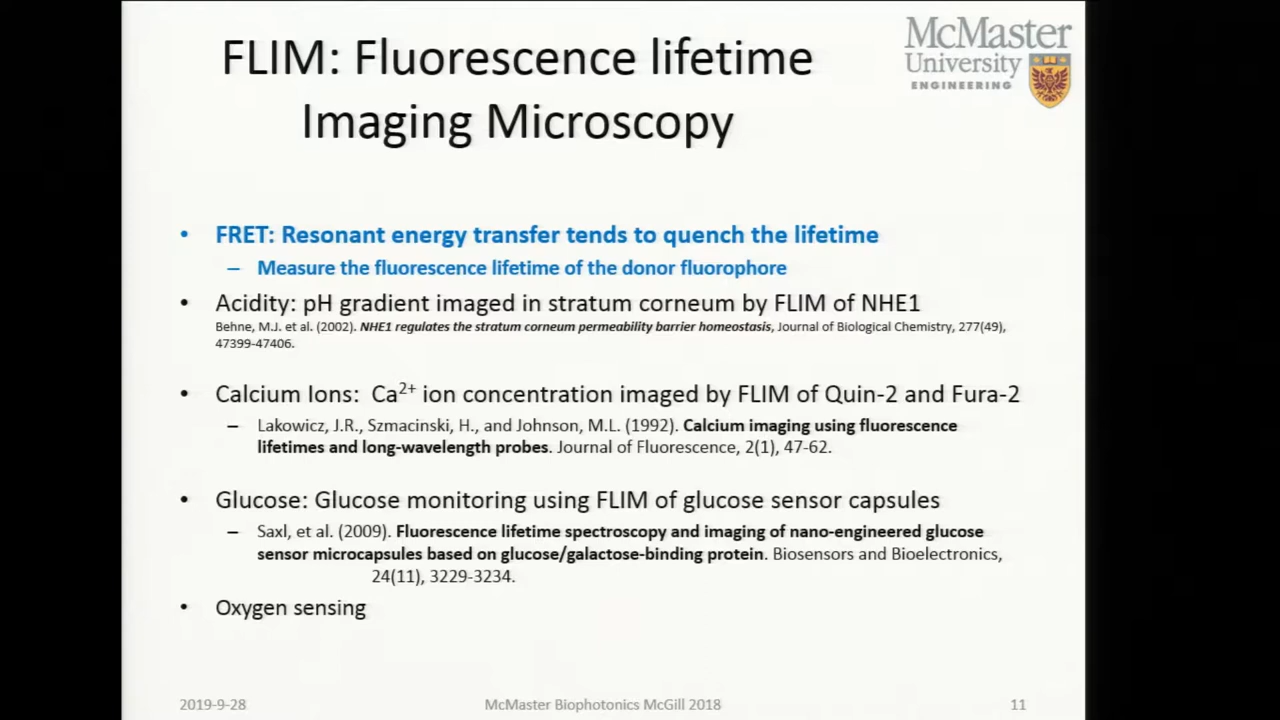 FLIM: Fluorescence lifetime
Imaging Microscopy
McMaster
University
ENGINEERING
• FRET: Resonant energy transfer tends to quench the lifetime
– Measure the fluorescence lifetime of the donor fluorophore
• Acidity: pH gradient imaged in stratum corneum by FLIM of NHE1
Behne, M.J. et al. (2002). NHE1 regulates the stratum corneum permeability barrier homeostasis, Journal of Biological Chemistry, 277(49),
47399-47406.
• Calcium Ions: Ca²⁺ ion concentration imaged by FLIM of Quin-2 and Fura-2
– Lakowicz, J.R., Szmacinski, H., and Johnson, M.L. (1992). Calcium imaging using fluorescence
lifetimes and long-wavelength probes. Journal of Fluorescence, 2(1), 47-62.
• Glucose: Glucose monitoring using FLIM of glucose sensor capsules
– Saxl, et al. (2009). Fluorescence lifetime spectroscopy and imaging of nano-engineered glucose
sensor microcapsules based on glucose/galactose-binding protein. Biosensors and Bioelectronics,
24(11), 3229-3234.
• Oxygen sensing
2019-9-28
McMaster Biophotonics McGill 2018
11